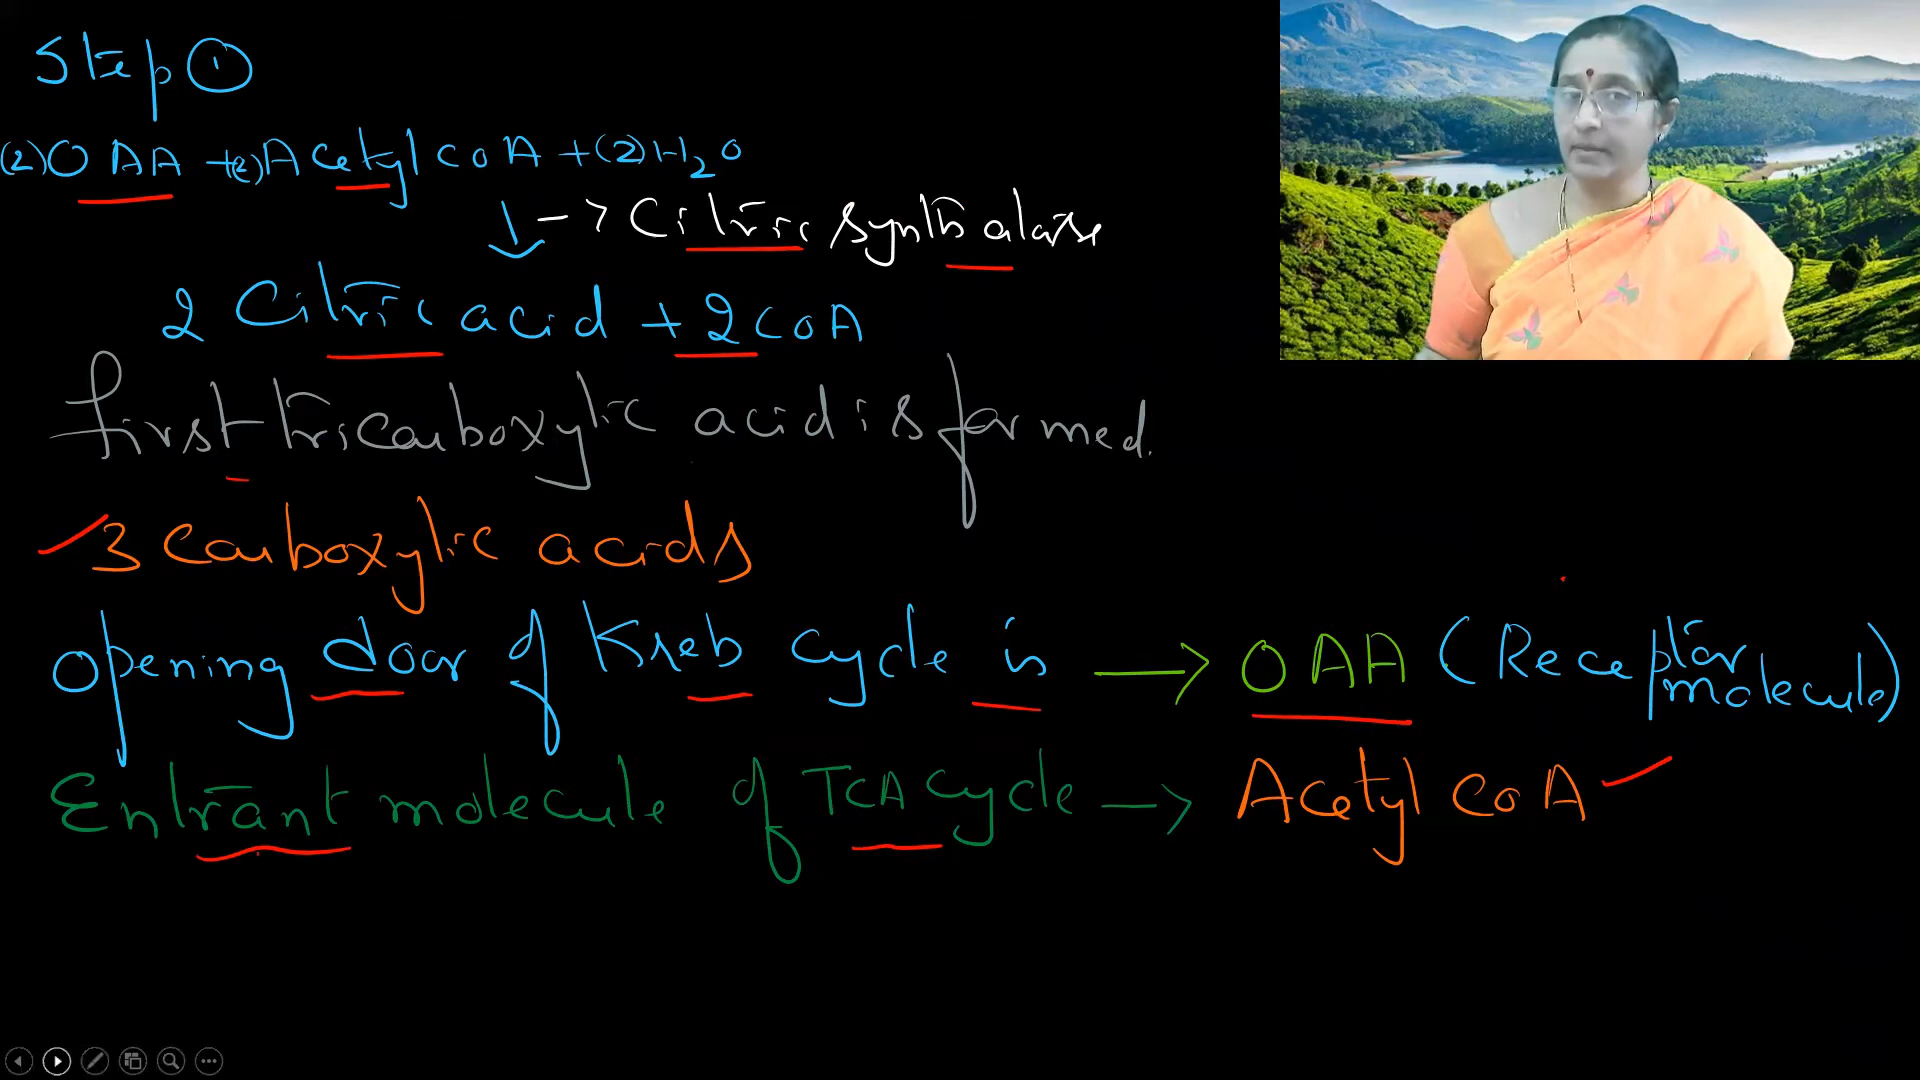 Step ①
(2) OAA + (2) Acetyl CoA + (2) H₂O
↓ -> Citric synthalase
2 Citric acid + 2 CoA
first tricarboxylic acid is formed.
3 Carboxylic acids
Opening door of Kreb cycle is → OAA (Receptor molecule)
Entrant molecule of TCA cycle → Acetyl CoA